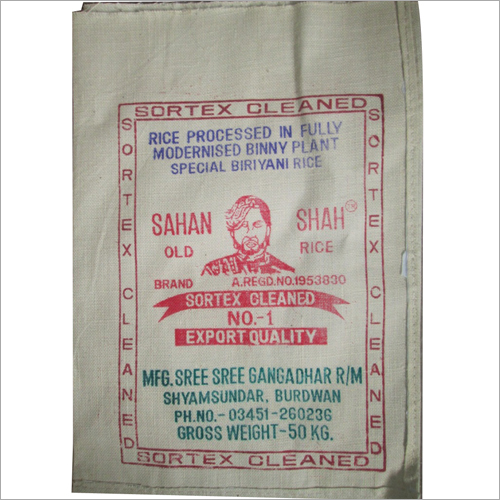 SORTEX CLEANED
SORTEX CLEANED
SORTEX CLEANED
RICE PROCESSED IN FULLY
MODERNISED BINNY PLANT
SPECIAL BIRIYANI RICE
SAHAN SHAH
OLD RICE
BRAND A.REGD.NO.1953830
SORTEX CLEANED
NO.-1
EXPORT QUALITY
MFG. SREE SREE GANGADHAR R/M
SHYAMSUNDAR, BURDWAN
PH.NO.- 03451-260236
GROSS WEIGHT-50 KG.
SORTEX CLEANED